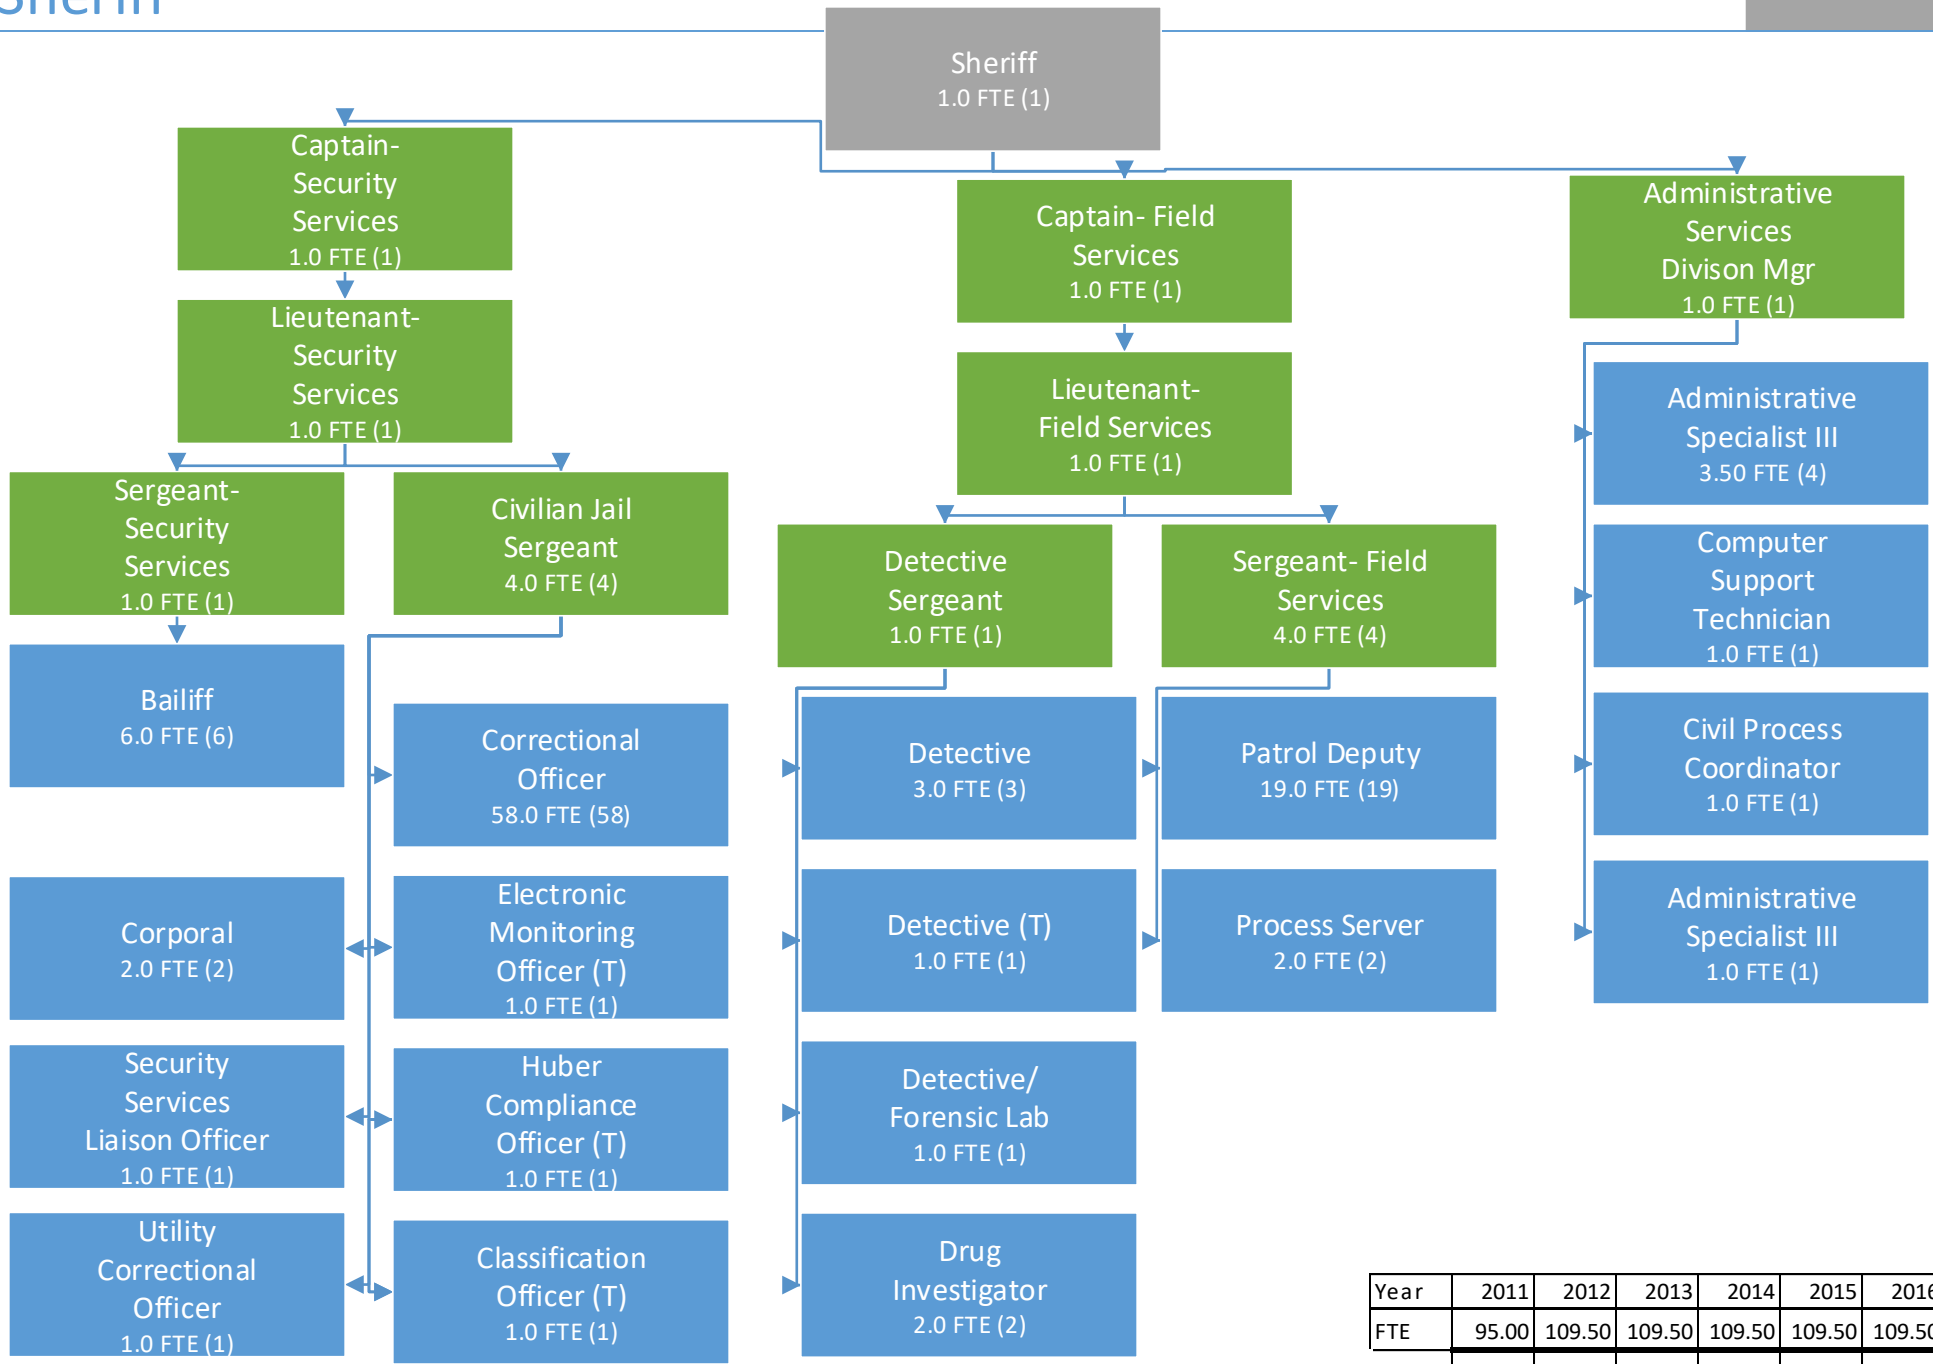 Sheriff
Sheriff
1.0 FTE (1)
Captain-
Security
Services
1.0 FTE (1)
Lieutenant-
Security
Services
1.0 FTE (1)
Sergeant-
Security
Services
1.0 FTE (1)
Bailiff
6.0 FTE (6)
Civilian Jail
Sergeant
4.0 FTE (4)
Correctional
Officer
58.0 FTE (58)
Corporal
2.0 FTE (2)
Electronic
Monitoring
Officer (T)
1.0 FTE (1)
Security
Services
Liaison Officer
1.0 FTE (1)
Huber
Compliance
Officer (T)
1.0 FTE (1)
Utility
Correctional
Officer
1.0 FTE (1)
Classification
Officer (T)
1.0 FTE (1)
Captain- Field
Services
1.0 FTE (1)
Lieutenant-
Field Services
1.0 FTE (1)
Detective
Sergeant
1.0 FTE (1)
Detective
3.0 FTE (3)
Detective (T)
1.0 FTE (1)
Detective/
Forensic Lab
1.0 FTE (1)
Drug
Investigator
2.0 FTE (2)
Sergeant- Field
Services
4.0 FTE (4)
Patrol Deputy
19.0 FTE (19)
Process Server
2.0 FTE (2)
Administrative
Services
Divison Mgr
1.0 FTE (1)
Administrative
Specialist III
3.50 FTE (4)
Computer
Support
Technician
1.0 FTE (1)
Civil Process
Coordinator
1.0 FTE (1)
Administrative
Specialist III
1.0 FTE (1)
Year 2011 2012 2013 2014 2015 2016
FTE 95.00 109.50 109.50 109.50 109.50 109.50